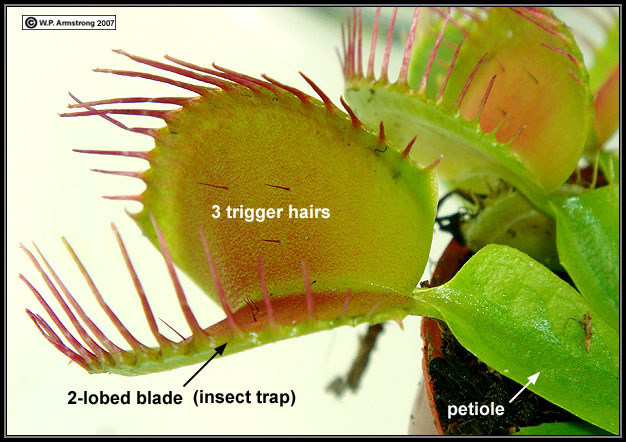 © W.P. Armstrong 2007
3 trigger hairs
2-lobed blade (insect trap)
petiole